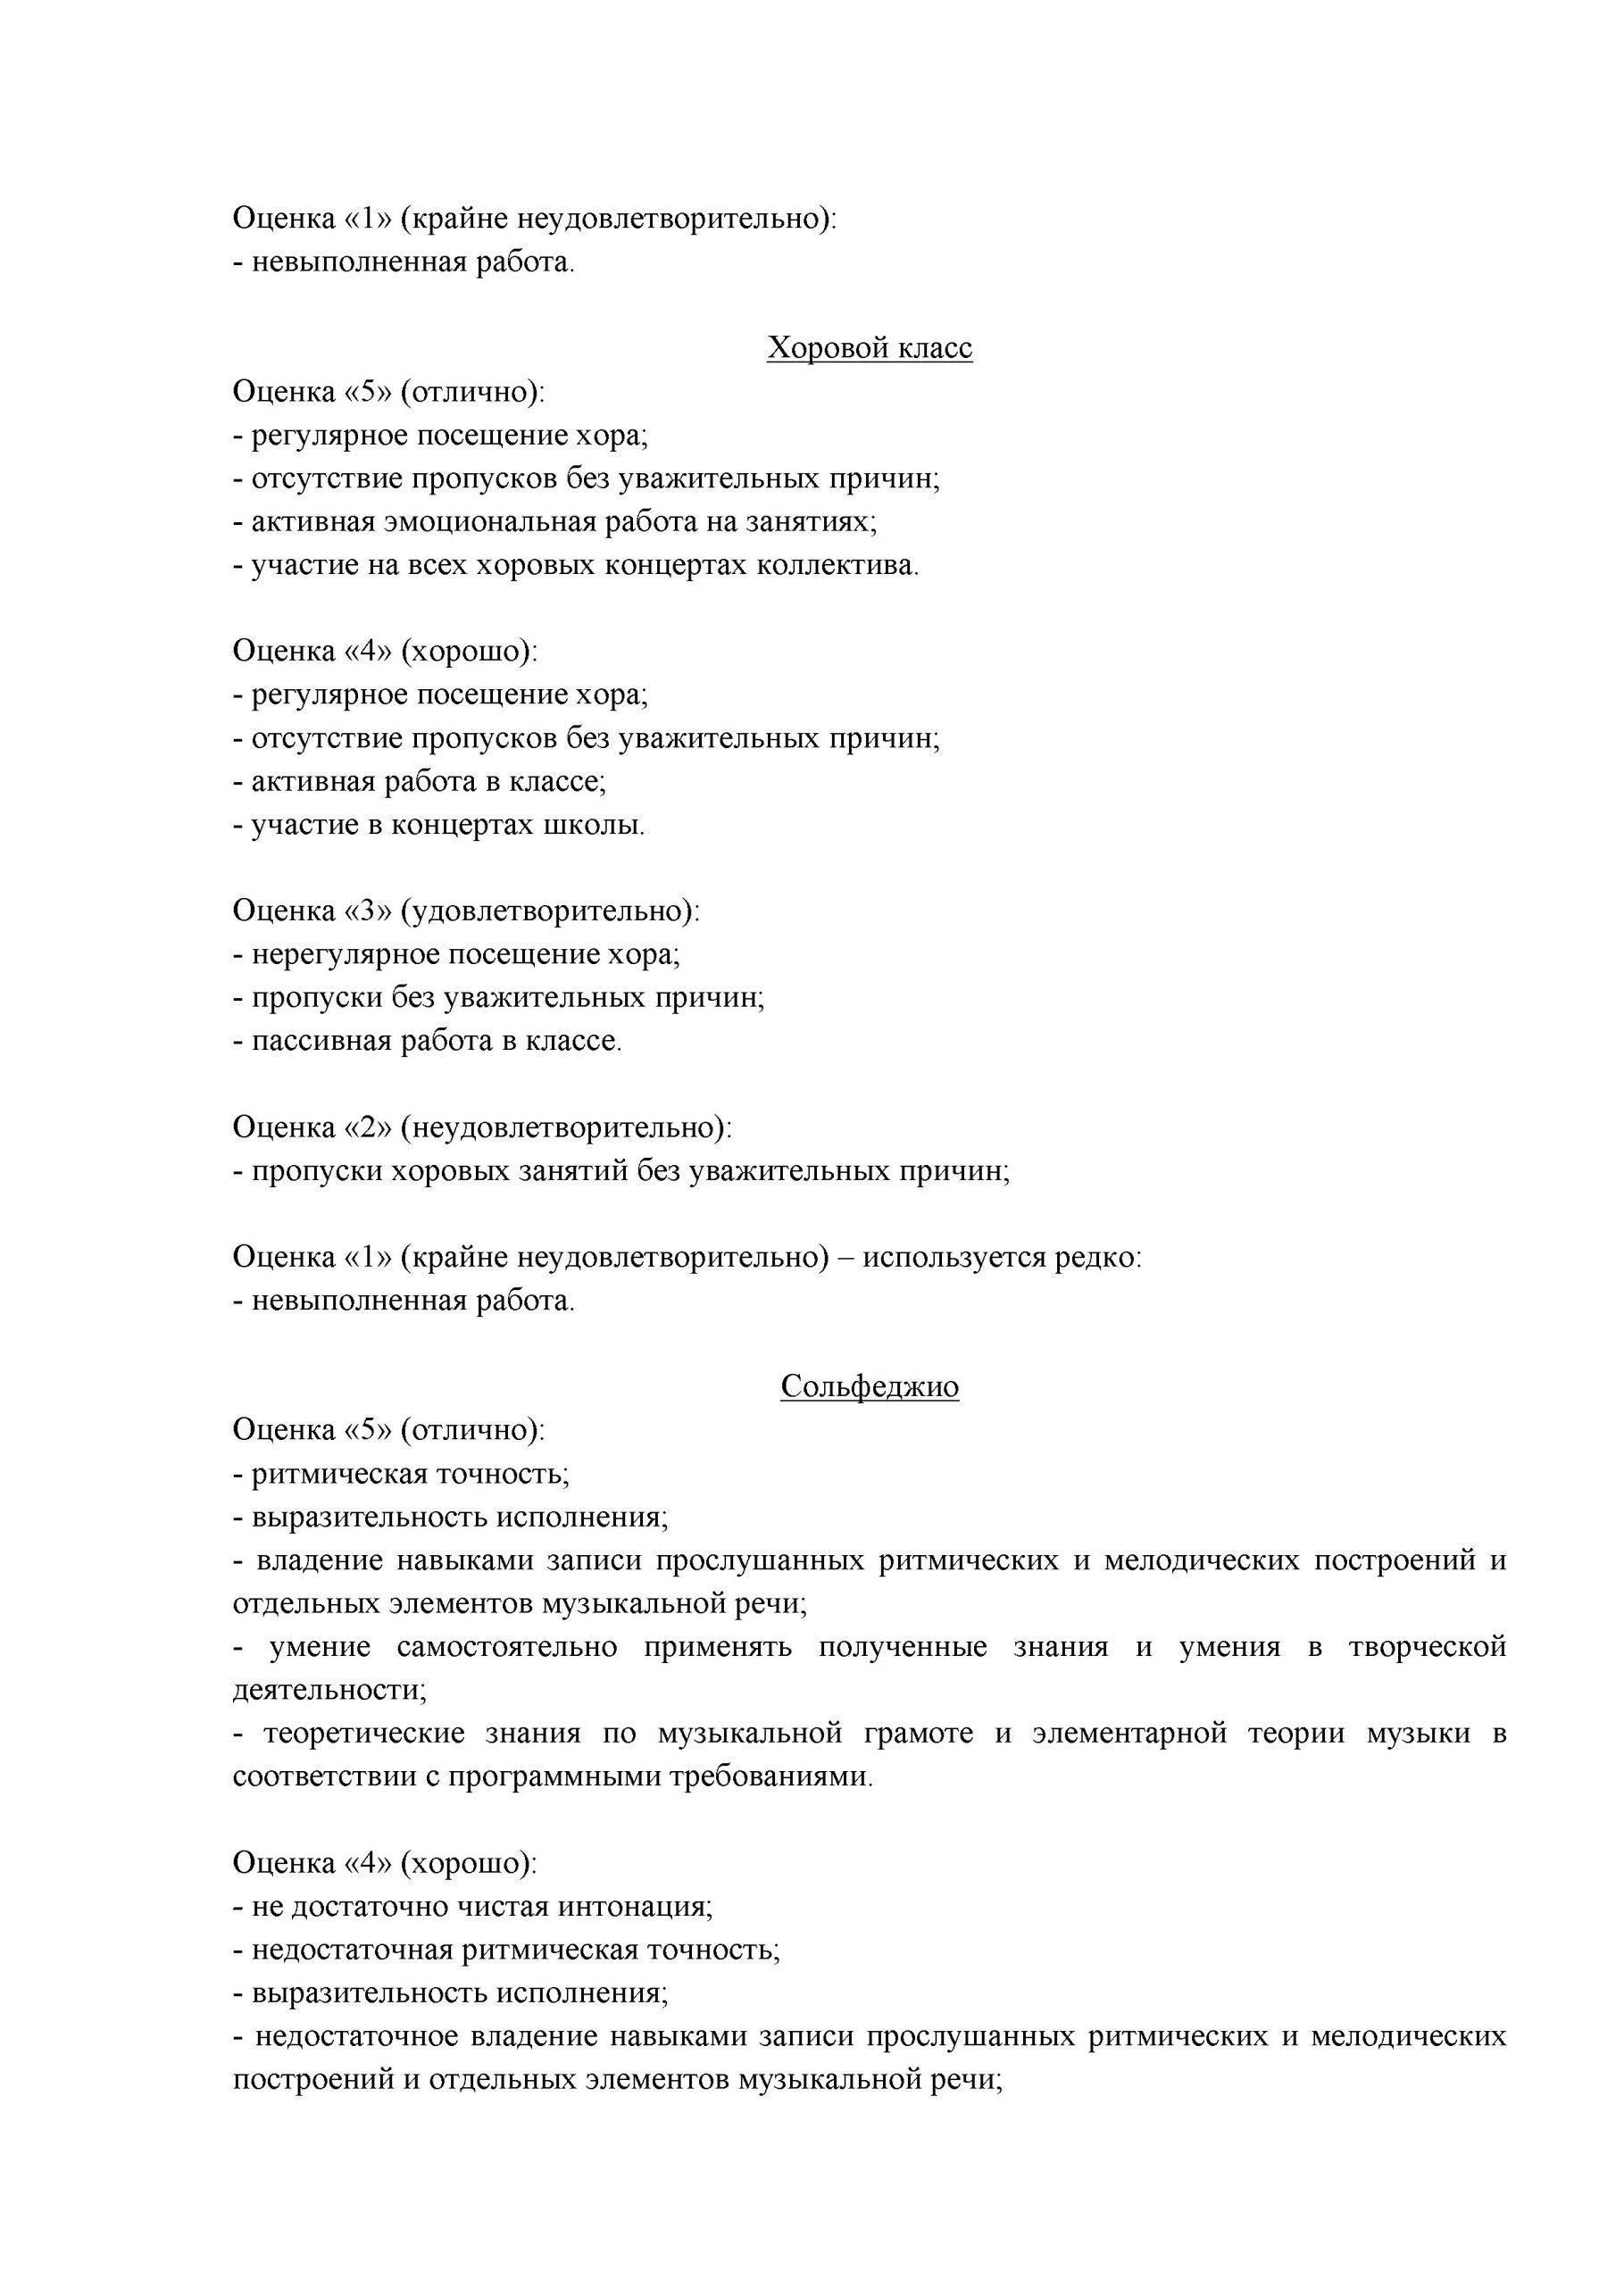 Оценка «1» (крайне неудовлетворительно):
- невыполненная работа.
Хоровой класс
Оценка «5» (отлично):
- регулярное посещение хора;
- отсутствие пропусков без уважительных причин;
- активная эмоциональная работа на занятиях;
- участие на всех хоровых концертах коллектива.
Оценка «4» (хорошо):
- регулярное посещение хора;
- отсутствие пропусков без уважительных причин;
- активная работа в классе;
- участие в концертах школы.
Оценка «3» (удовлетворительно):
- нерегулярное посещение хора;
- пропуски без уважительных причин;
- пассивная работа в классе.
Оценка «2» (неудовлетворительно):
- пропуски хоровых занятий без уважительных причин;
Оценка «1» (крайне неудовлетворительно) – используется редко:
- невыполненная работа.
Сольфеджио
Оценка «5» (отлично):
- ритмическая точность;
- выразительность исполнения;
- владение навыками записи прослушанных ритмических и мелодических построений и
отдельных элементов музыкальной речи;
- умение самостоятельно применять полученные знания и умения в творческой
деятельности;
- теоретические знания по музыкальной грамоте и элементарной теории музыки в
соответствии с программными требованиями.
Оценка «4» (хорошо):
- не достаточно чистая интонация;
- недостаточная ритмическая точность;
- выразительность исполнения;
- недостаточное владение навыками записи прослушанных ритмических и мелодических
построений и отдельных элементов музыкальной речи;